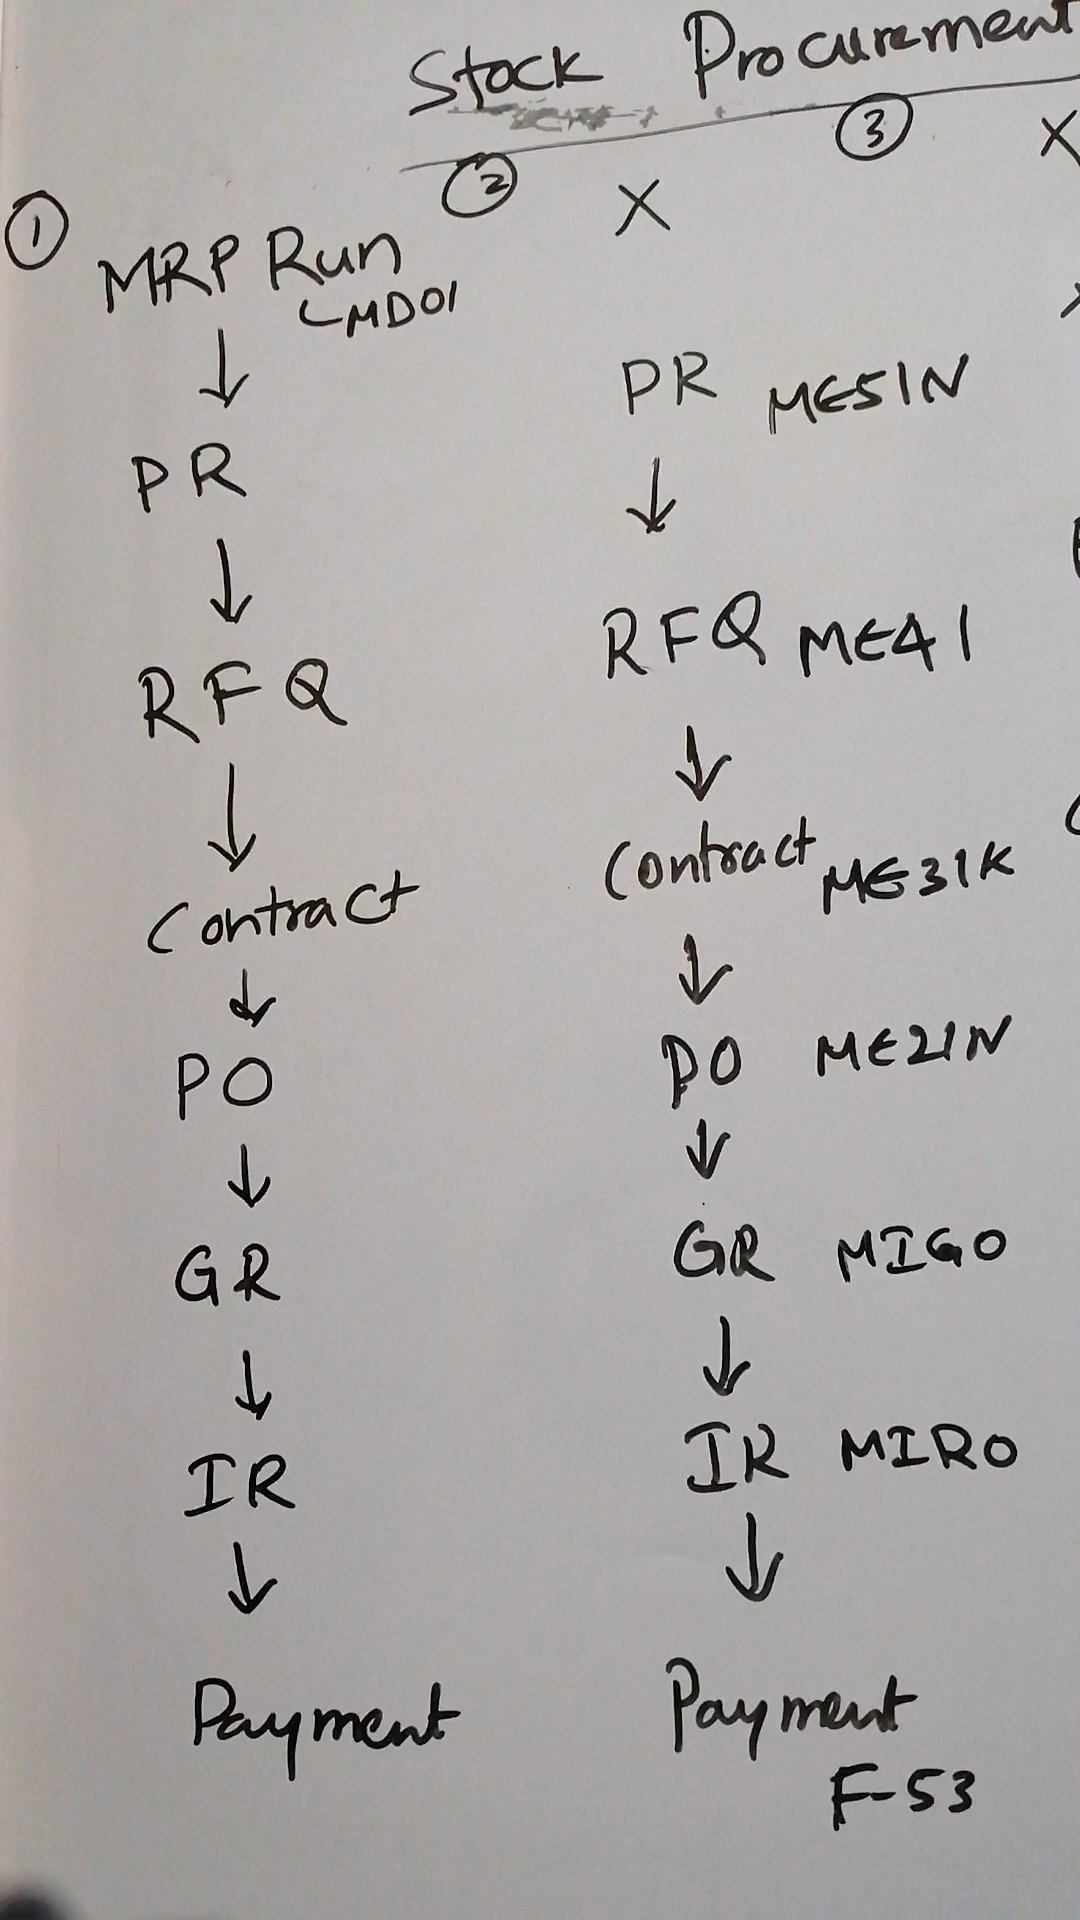 Stock Procurement
① MRP Run
MD01
↓
PR
↓
RFQ
↓
Contract
↓
PO
↓
GR
↓
IR
↓
Payment
② X
PR ME51N
↓
RFQ ME41
↓
Contract ME31K
↓
PO ME21N
↓
GR MIGO
↓
IR MIRO
↓
Payment
F-53
③ X